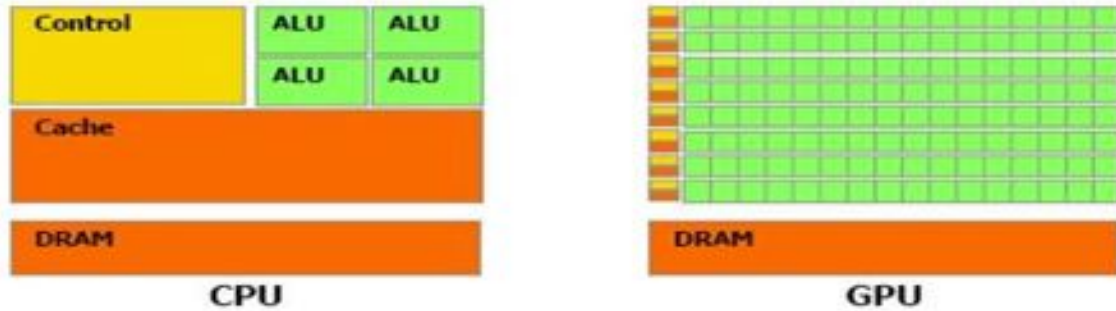 Control
ALU ALU
ALU ALU
Cache
DRAM
CPU
DRAM
GPU